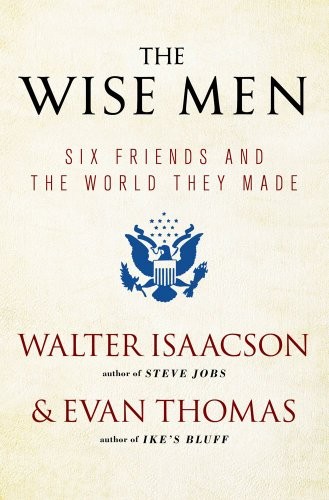 THE
WISE MEN
SIX FRIENDS AND
THE WORLD THEY MADE
WALTER ISAACSON
author of STEVE JOBS
& EVAN THOMAS
author of IKE'S BLUFF